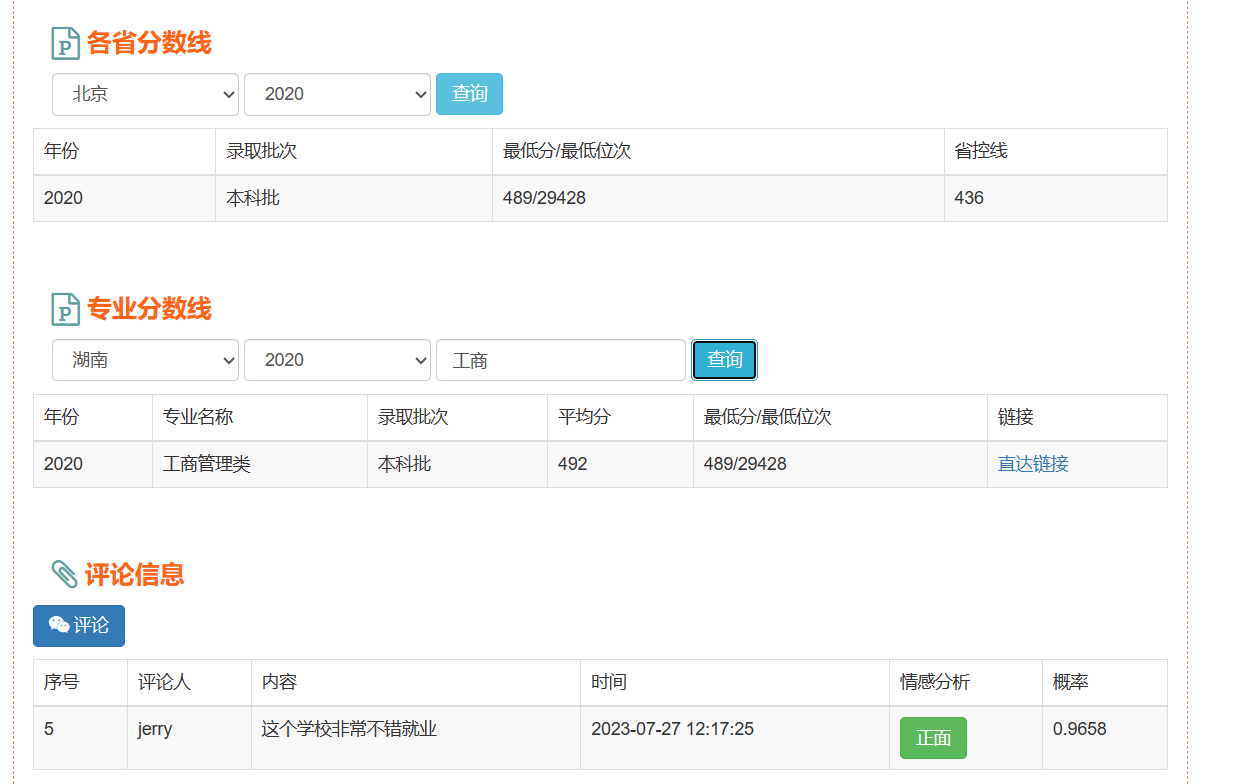 各省分数线
北京 2020 查询
年份 录取批次 最低分/最低位次 省控线
2020 本科批 489/29428 436
专业分数线
湖南 2020 工商 查询
年份 专业名称 录取批次 平均分 最低分/最低位次 链接
2020 工商管理类 本科批 492 489/29428 直达链接
评论信息
评论
序号 评论人 内容 时间 情感分析 概率
5 jerry 这个学校非常不错就业 2023-07-27 12:17:25 正面 0.9658